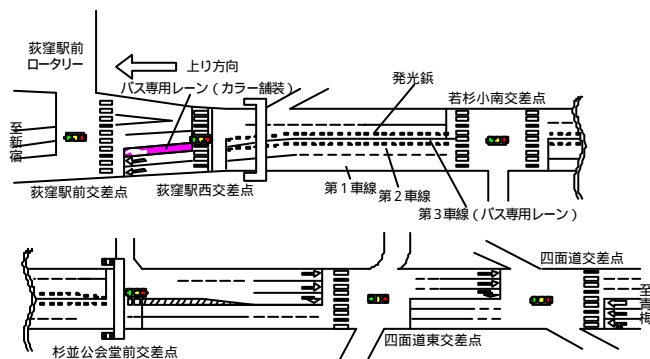 荻窪駅前
ロータリー
上り方向
バス専用レーン（カラー舗装）
発光鋲
若杉小南交差点
至新宿
荻窪駅前交差点
荻窪駅西交差点
第１車線
第２車線
第３車線（バス専用レーン）
四面道交差点
至青梅
杉並公会堂前交差点
四面道東交差点